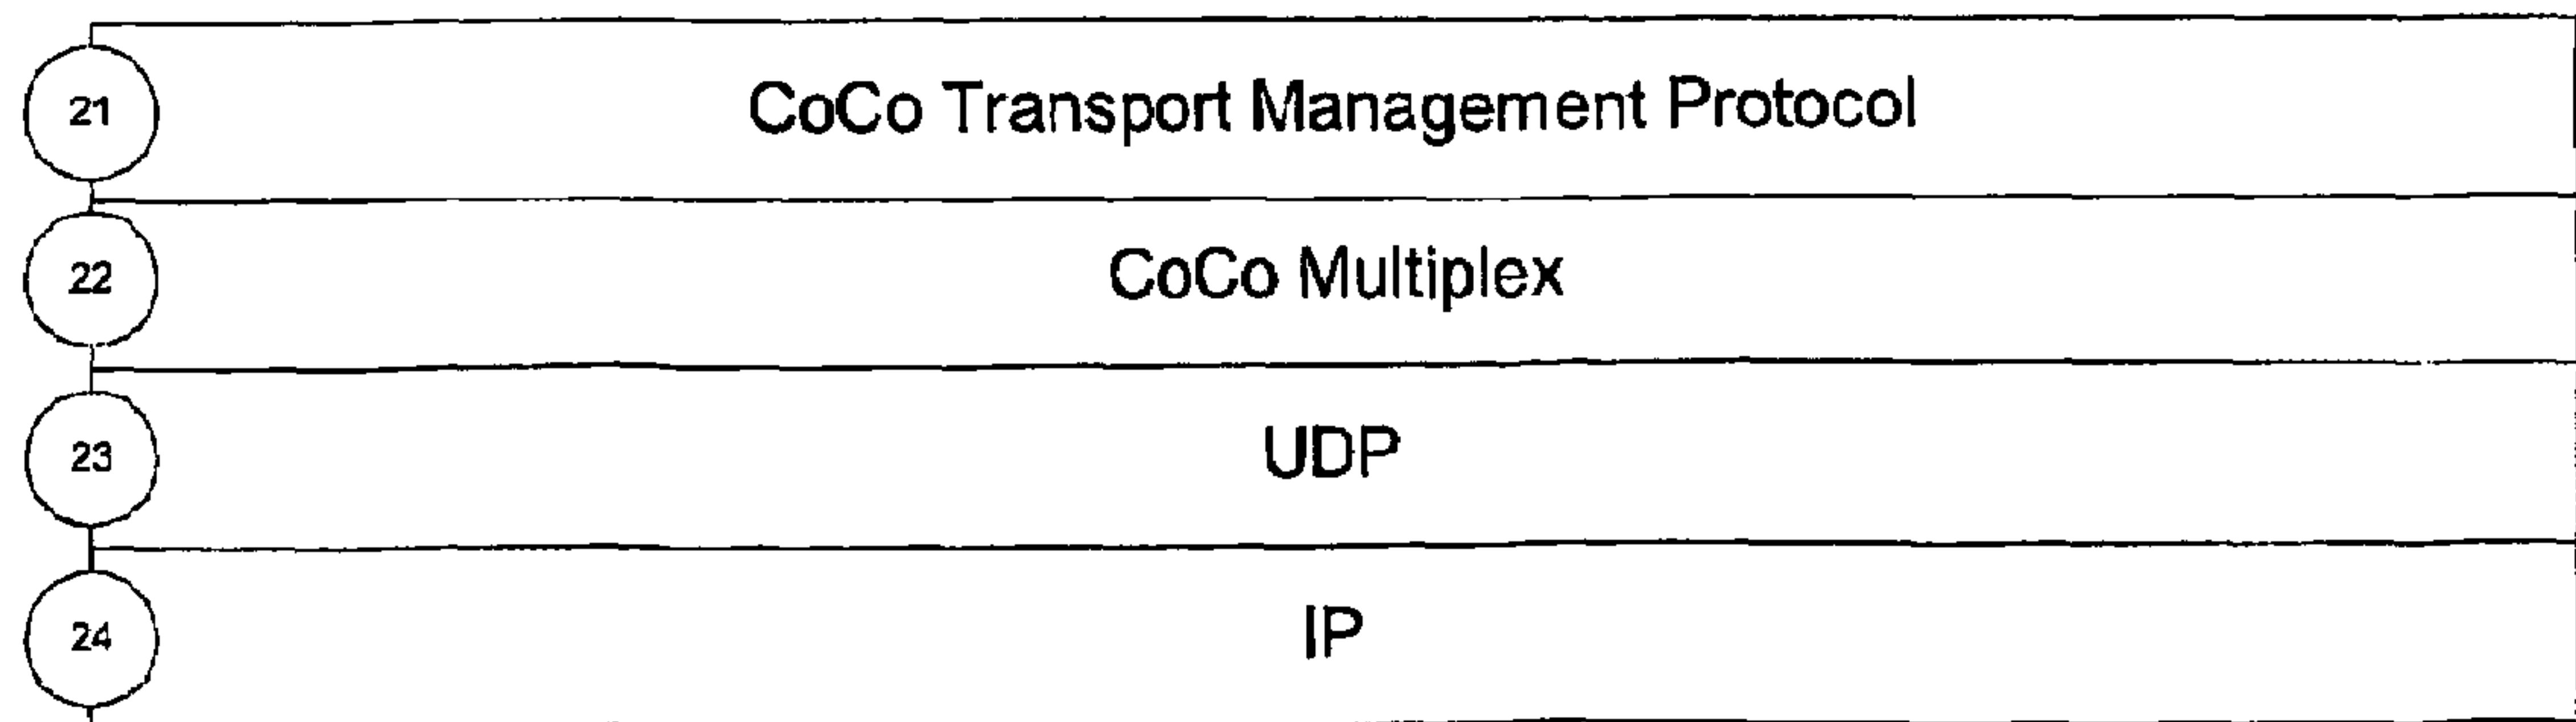 21 CoCo Transport Management Protocol
22 CoCo Multiplex
23 UDP
24 IP